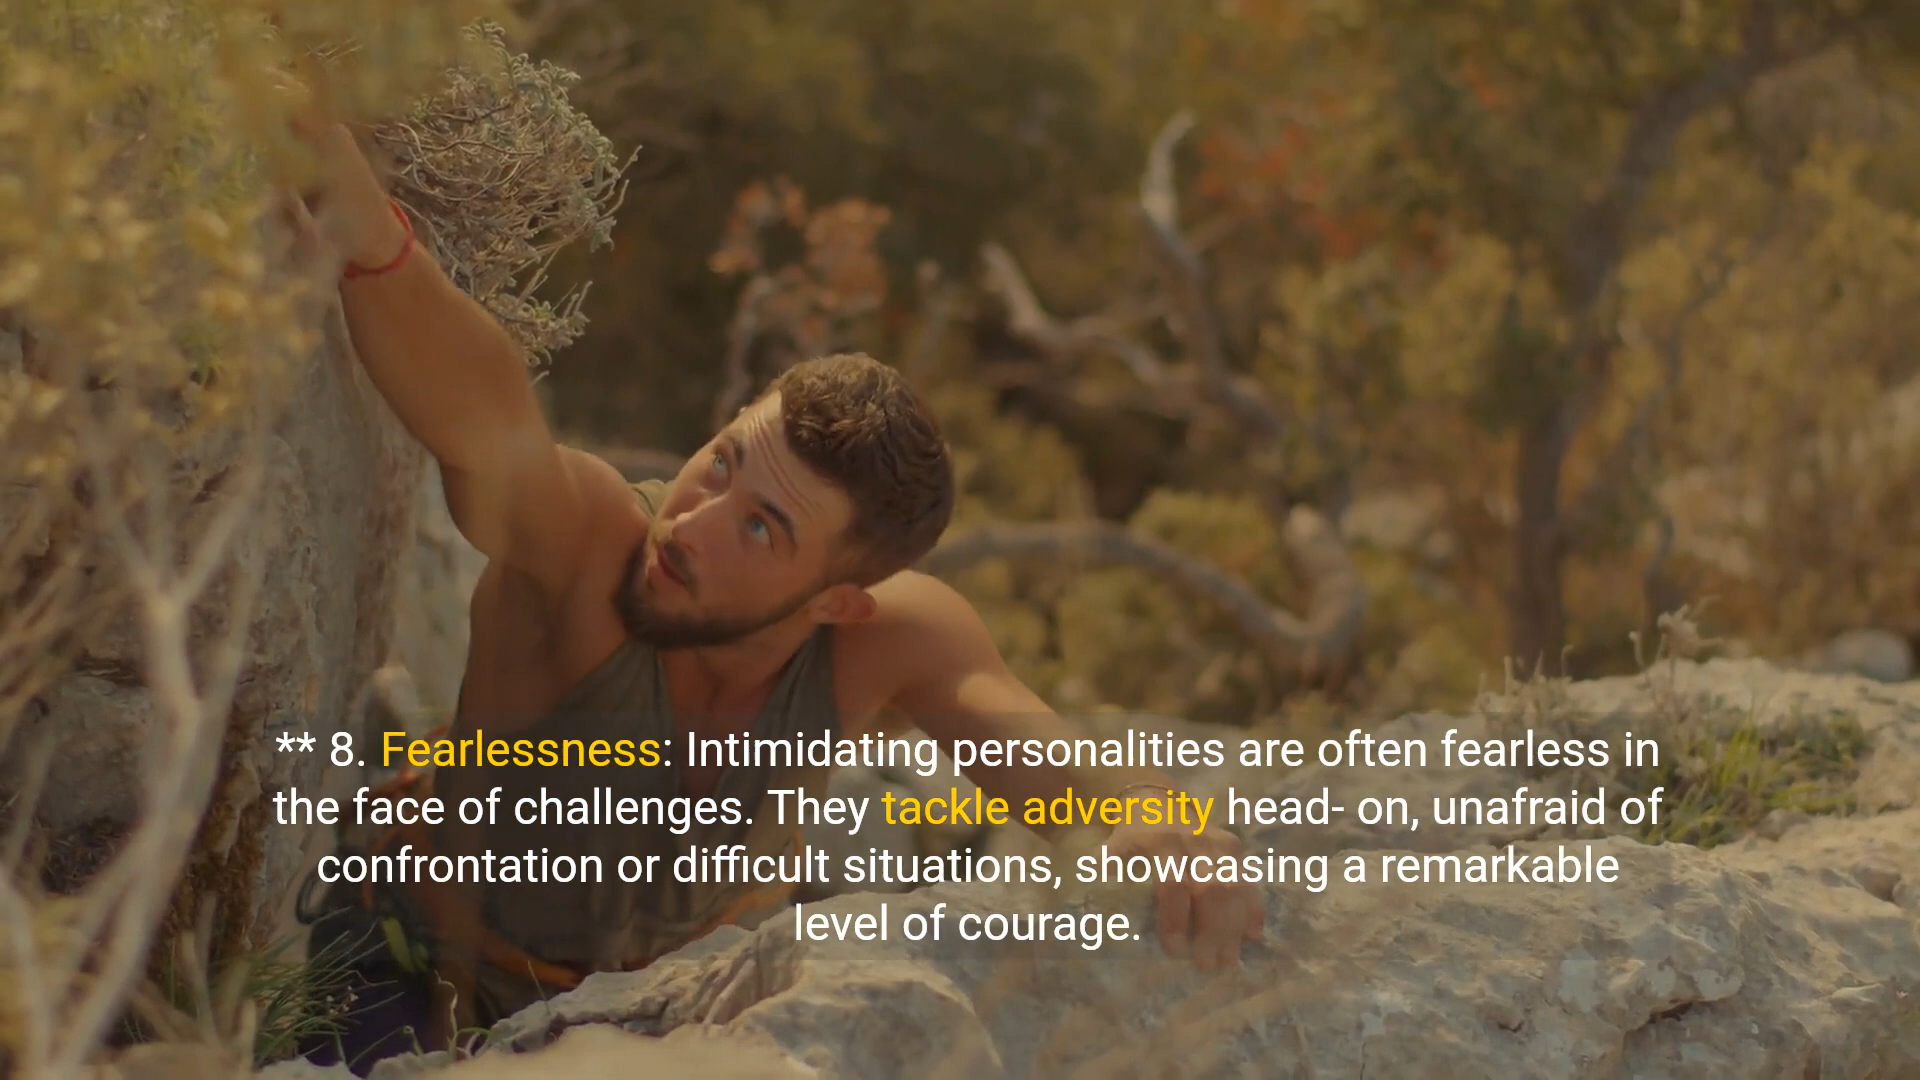 ** 8. Fearlessness: Intimidating personalities are often fearless in
the face of challenges. They tackle adversity head- on, unafraid of
confrontation or difficult situations, showcasing a remarkable
level of courage.